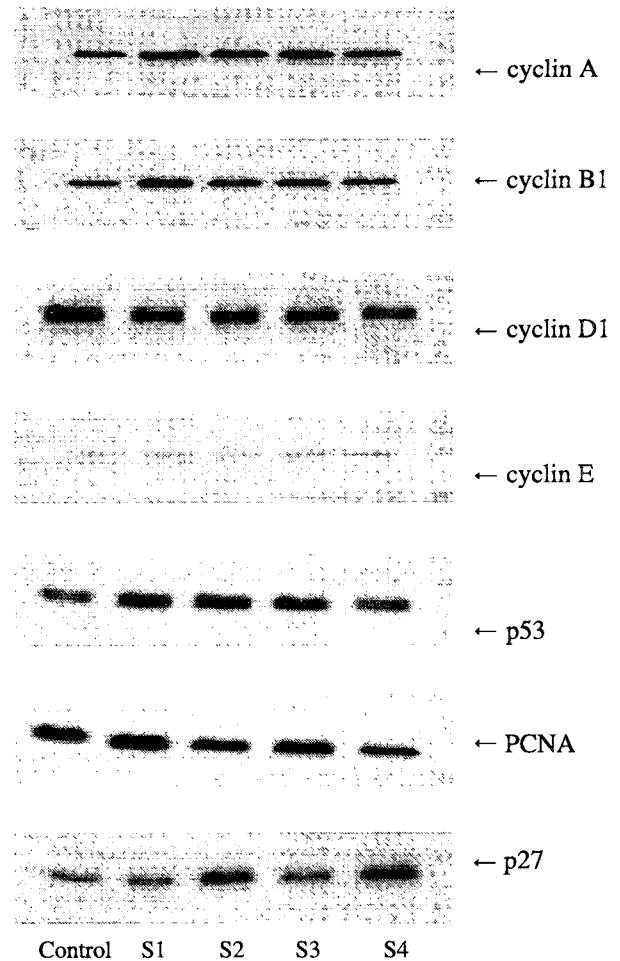 ← cyclin A
← cyclin B1
← cyclin D1
← cyclin E
← p53
← PCNA
← p27
Control S1 S2 S3 S4